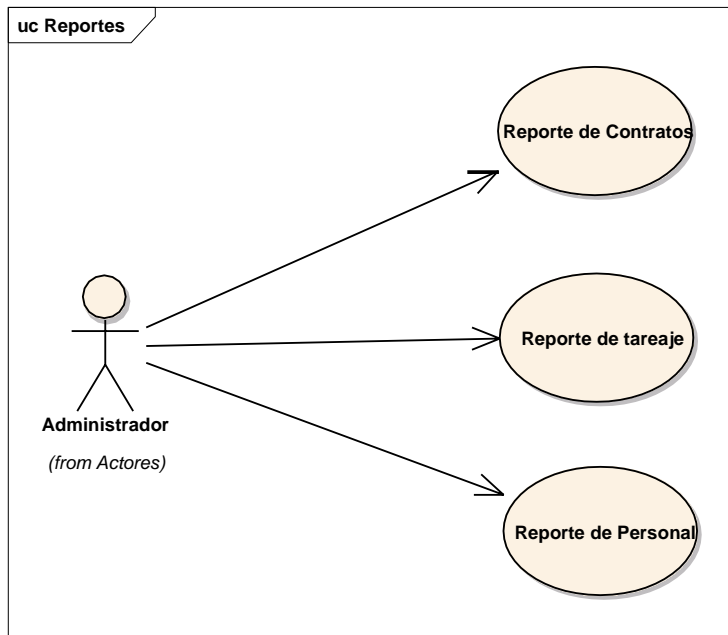 uc Reportes
Reporte de Contratos
Reporte de tareaje
Administrador
(from Actores)
Reporte de Personal